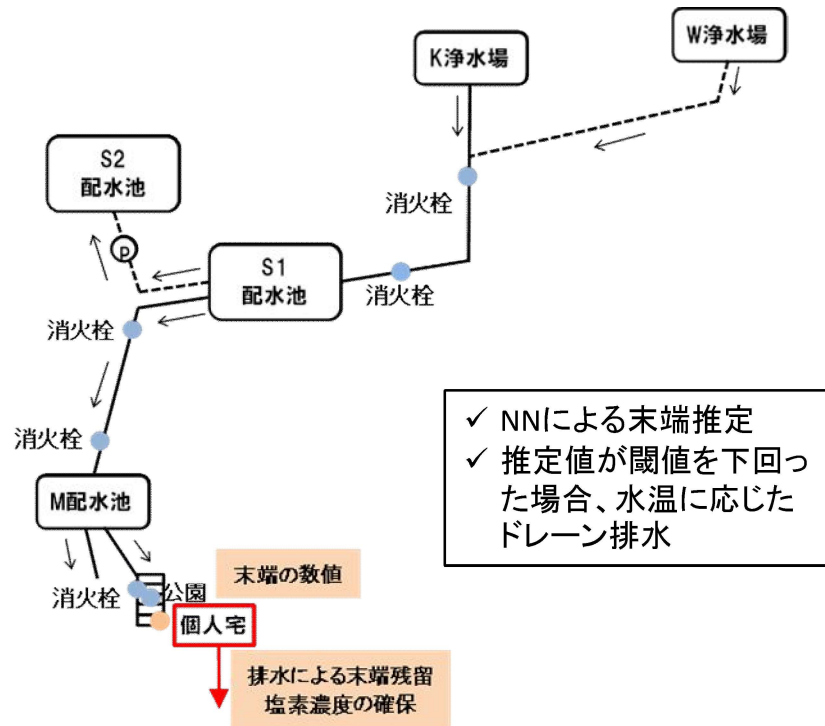 W浄水場
K浄水場
S2
配水池
消火栓
P
S1
配水池
消火栓
消火栓
✓ NNによる末端推定
✓ 推定値が閾値を下回っ
た場合、水温に応じた
ドレーン排水
消火栓
M配水池
末端の数値
消火栓
公園
個人宅
排水による末端残留
塩素濃度の確保